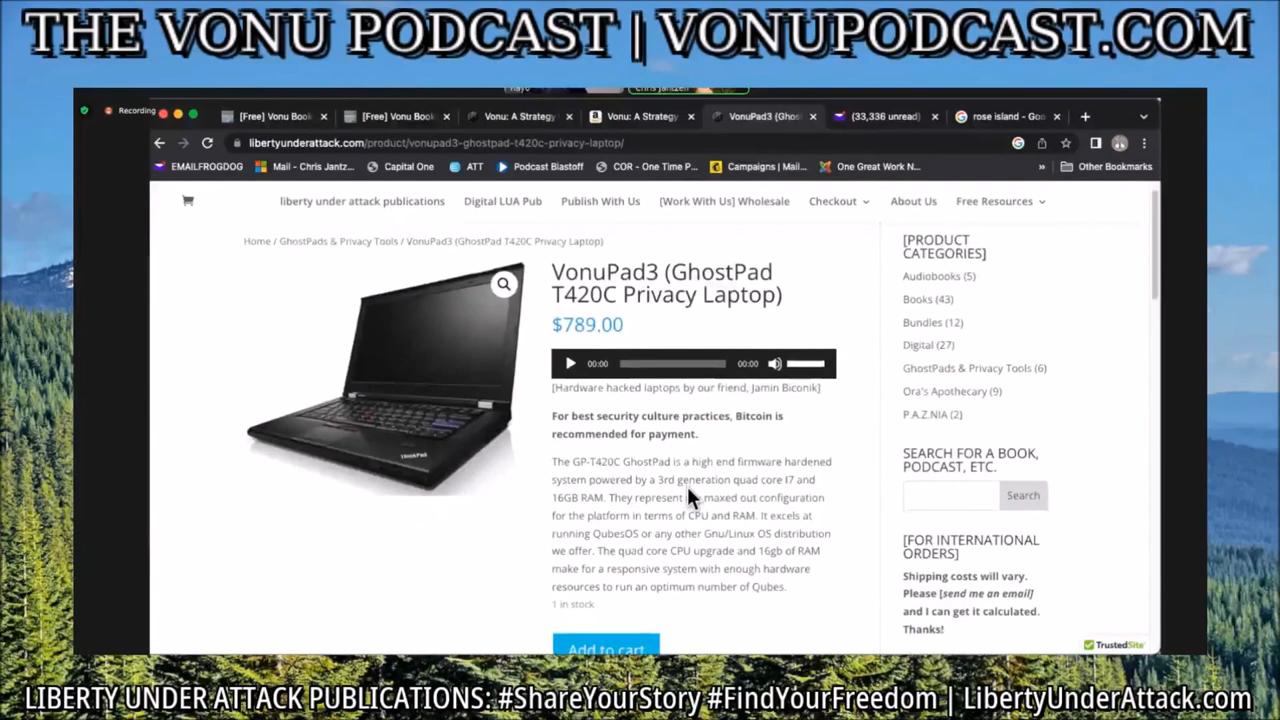 THE VONU PODCAST | VONUPODCAST.COM
Recording
[Free] Vonu Boo
[Free] Vonu Book
Vonu: A Strategy
Vonu: A Strategy
VonuPad3 (Ghos
(33,336 unread)
rose island - Goo
libertyunderattack.com/product/vonupad3-ghostpad-t420c-privacy-laptop/
EMAILFROGDOG
Mail - Chris Jantz...
Capital One
ATT
Podcast Blastoff
COR - One Time P...
Campaigns | Mail...
One Great Work N...
»
Other Bookmarks
liberty under attack publications
Digital LUA Pub
Publish With Us
[Work With Us] Wholesale
Checkout
About Us
Free Resources
Home / GhostPads & Privacy Tools / VonuPad3 (GhostPad T420C Privacy Laptop)
ThinkPad
VonuPad3 (GhostPad
T420C Privacy Laptop)
$789.00
00:00
00:00
[Hardware hacked laptops by our friend, Jamin Biconik]
For best security culture practices, Bitcoin is
recommended for payment.
The GP-T420C GhostPad is a high end firmware hardened
system powered by a 3rd generation quad core I7 and
16GB RAM. They represent maxed out configuration
for the platform in terms of CPU and RAM. It excels at
running QubesOS or any other Gnu/Linux OS distribution
we offer. The quad core CPU upgrade and 16gb of RAM
make for a responsive system with enough hardware
resources to run an optimum number of Qubes.
1 in stock
Add to cart
[PRODUCT
CATEGORIES]
Audiobooks (5)
Books (43)
Bundles (12)
Digital (27)
GhostPads & Privacy Tools (6)
Ora's Apothecary (9)
P.A.Z.NIA (2)
SEARCH FOR A BOOK,
PODCAST, ETC.
Search
[FOR INTERNATIONAL
ORDERS]
Shipping costs will vary.
Please [send me an email]
and I can get it calculated.
Thanks!
TrustedSite
LIBERTY UNDER ATTACK PUBLICATIONS: #ShareYourStory #FindYourFreedom | LibertyUnderAttack.com